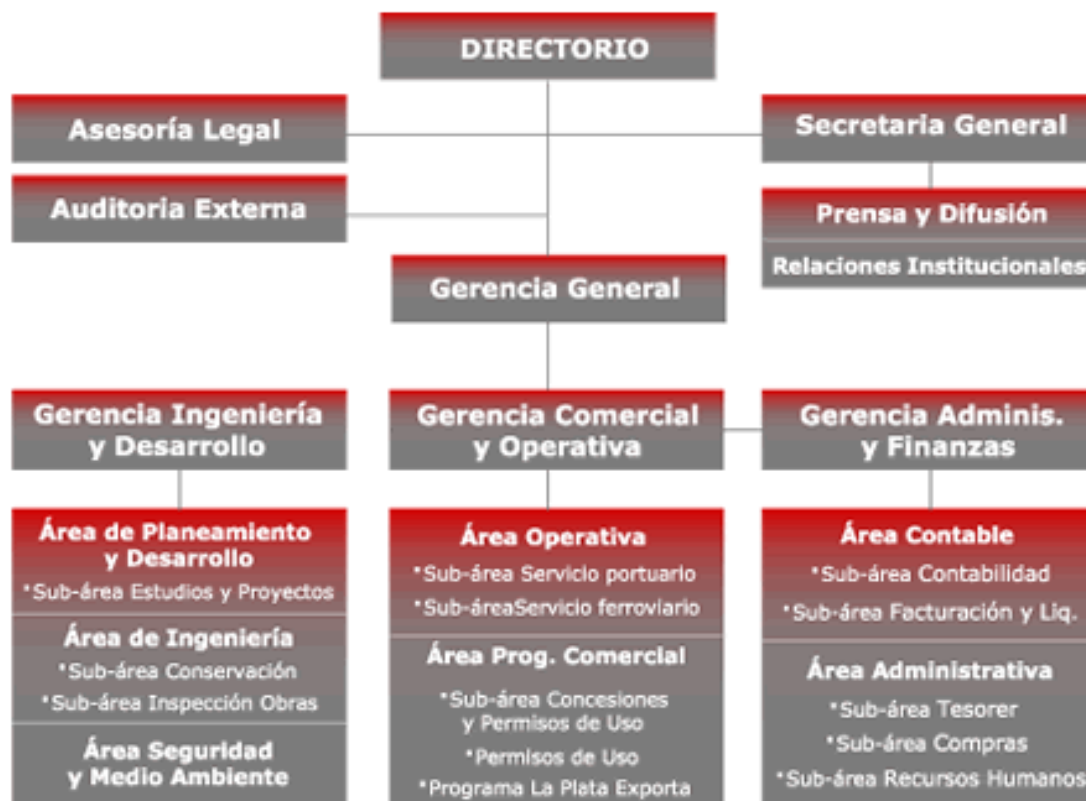 DIRECTORIO
Asesoría Legal
Secretaria General
Auditoria Externa
Prensa y Difusión
Relaciones Institucionales
Gerencia General
Gerencia Ingeniería
y Desarrollo
Gerencia Comercial
y Operativa
Gerencia Adminis.
y Finanzas
Área de Planeamiento
y Desarrollo
*Sub-área Estudios y Proyectos
Área de Ingeniería
*Sub-área Conservación
*Sub-área Inspección Obras
Área Seguridad
y Medio Ambiente
Área Operativa
*Sub-área Servicio portuario
*Sub-áreaServicio ferroviario
Área Prog. Comercial
*Sub-área Concesiones
y Permisos de Uso
*Permisos de Uso
*Programa La Plata Exporta
Área Contable
*Sub-área Contabilidad
*Sub-área Facturación y Liq.
Área Administrativa
*Sub-área Tesorer
*Sub-área Compras
*Sub-área Recursos Humanos